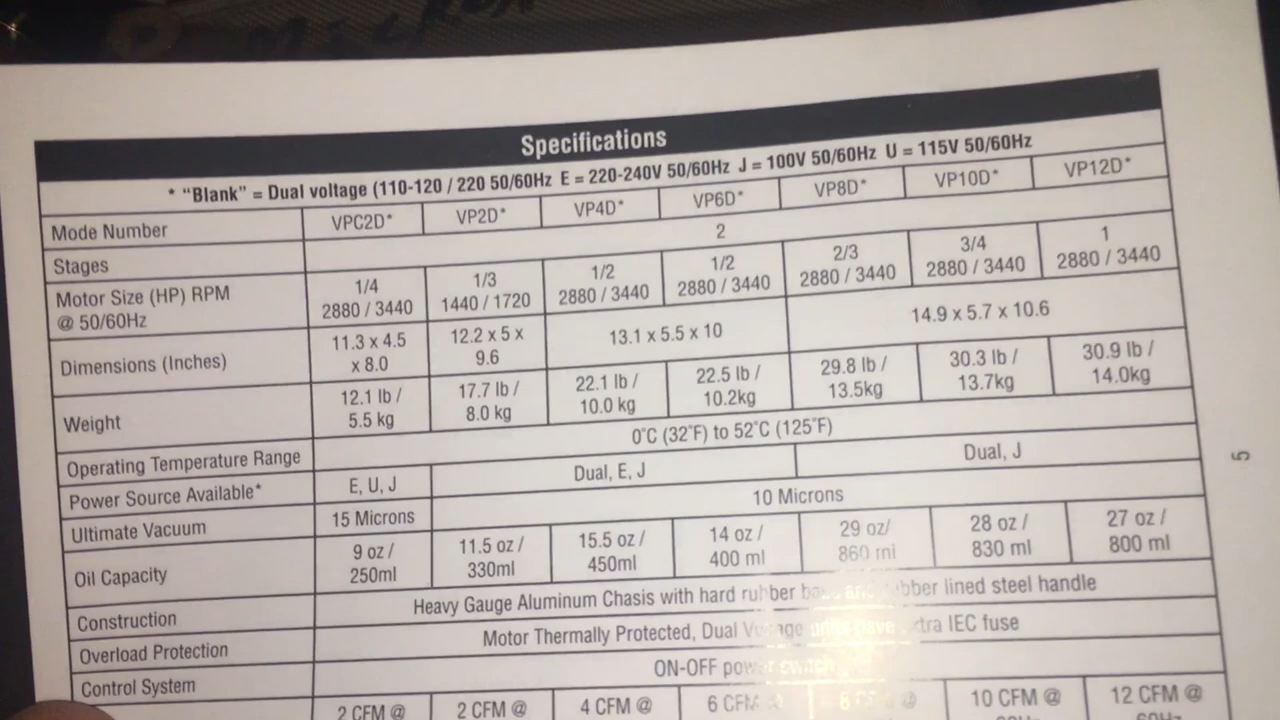 Specifications
* “Blank” = Dual voltage (110-120 / 220 50/60Hz E = 220-240V 50/60Hz J = 100V 50/60Hz U = 115V 50/60Hz
Mode Number VPC2D* VP2D* VP4D* VP6D* VP8D* VP10D* VP12D*
Stages 2
Motor Size (HP) RPM 1/4 1/3 1/2 1/2 2/3 3/4 1
@ 50/60Hz 2880 / 3440 1440 / 1720 2880 / 3440 2880 / 3440 2880 / 3440 2880 / 3440 2880 / 3440
Dimensions (Inches) 11.3 x 4.5 12.2 x 5 x 13.1 x 5.5 x 10 14.9 x 5.7 x 10.6
x 8.0 9.6
Weight 12.1 lb / 17.7 lb / 22.1 lb / 22.5 lb / 29.8 lb / 30.3 lb / 30.9 lb /
5.5 kg 8.0 kg 10.0 kg 10.2kg 13.5kg 13.7kg 14.0kg
Operating Temperature Range 0°C (32°F) to 52°C (125°F)
Power Source Available* E, U, J Dual, E, J Dual, J
Ultimate Vacuum 15 Microns 10 Microns
Oil Capacity 9 oz / 11.5 oz / 15.5 oz / 14 oz / 29 oz/ 28 oz / 27 oz /
250ml 330ml 450ml 400 ml 860 ml 830 ml 800 ml
Construction Heavy Gauge Aluminum Chasis with hard rubber lined steel handle
Overload Protection Motor Thermally Protected, Dual have IEC fuse
Control System ON-OFF power switch
2 CFM @ 2 CFM @ 4 CFM @ 6 CFM 10 CFM @ 12 CFM @
60Hz
5